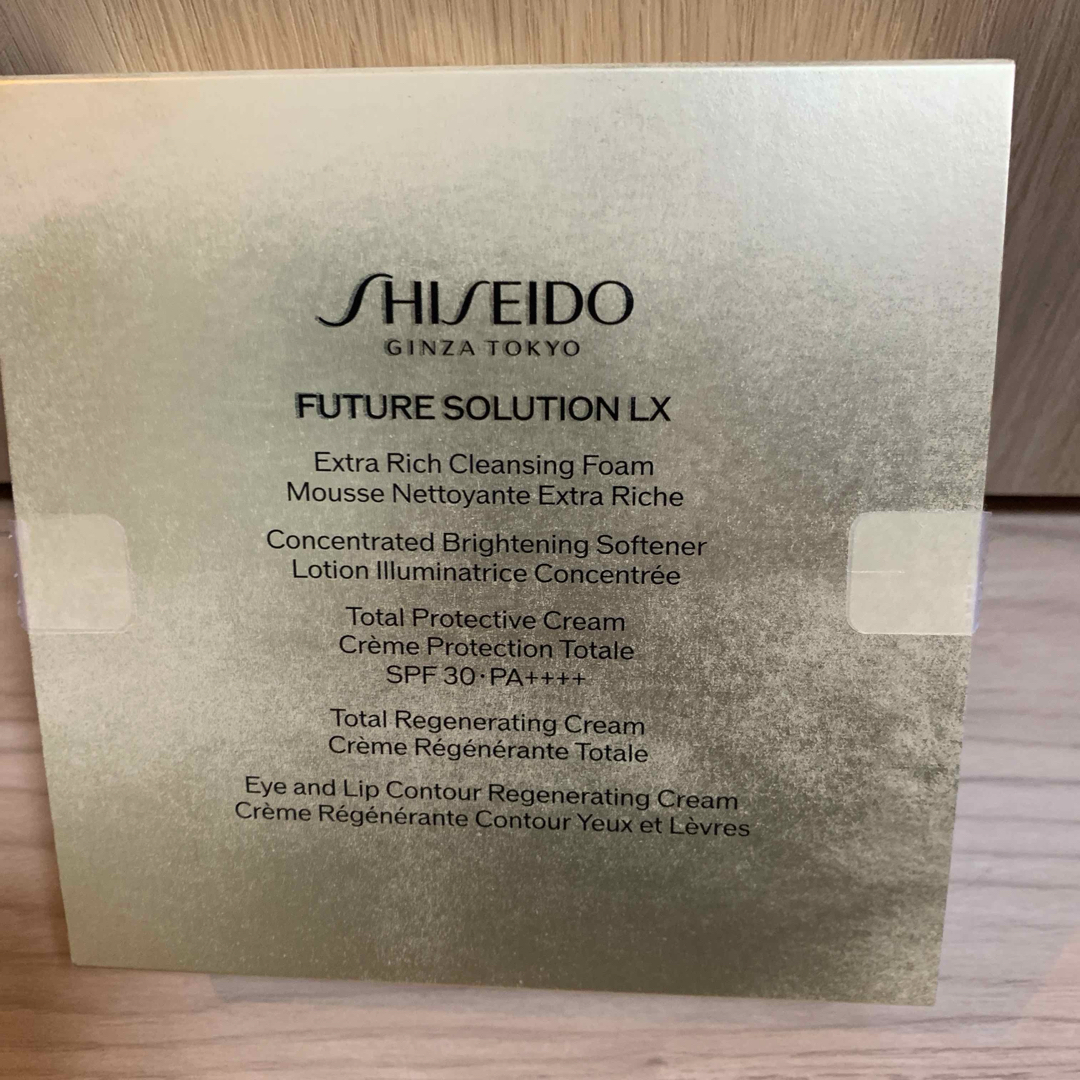 SHISEIDO
GINZA TOKYO
FUTURE SOLUTION LX
Extra Rich Cleansing Foam
Mousse Nettoyante Extra Riche
Concentrated Brightening Softener
Lotion Illuminatrice Concentrée
Total Protective Cream
Crème Protection Totale
SPF 30·PA++++
Total Regenerating Cream
Crème Régénérante Totale
Eye and Lip Contour Regenerating Cream
Crème Régénérante Contour Yeux et Lèvres